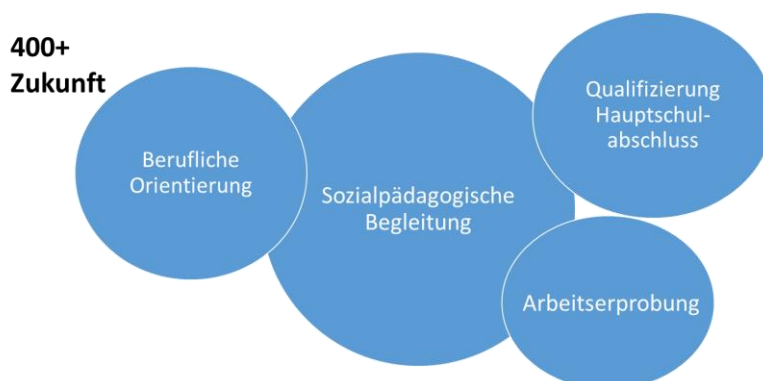 400+
Zukunft
Berufliche
Orientierung
Sozialpädagogische
Begleitung
Qualifizierung
Hauptschul-
abschluss
Arbeitserprobung